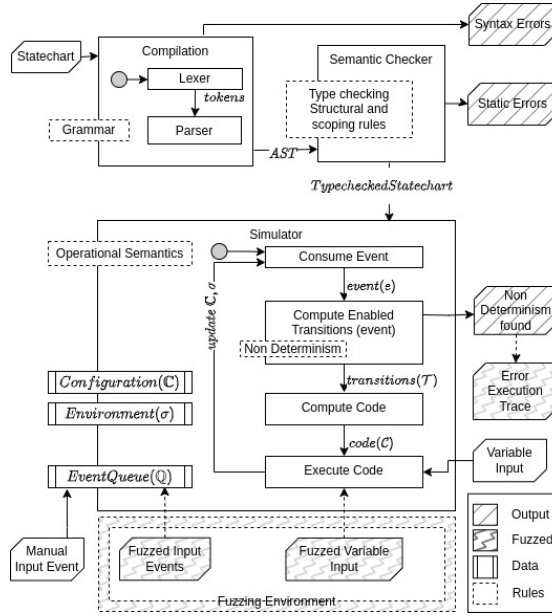 Syntax Errors
Statechart
Compilation
Lexer
tokens
Parser
Grammar
Semantic Checker
Type checking
Structural and
scoping rules
Static Errors
AST
TypecheckedStatechart
Simulator
Operational Semantics
Consume Event
event(s)
update ℂ, σ
Compute Enabled
Transitions (event)
Non Determinism
Non
Determinism
found
transitions(𝒯)
Error
Execution
Trace
Configuration(ℂ)
Environment(σ)
Compute Code
code(𝒞)
EventQueue(ℚ)
Execute Code
Variable
Input
Manual
Input Event
Fuzzed Input
Events
Fuzzed Variable
Input
Fuzzing Environment
Output
Fuzzed
Data
Rules